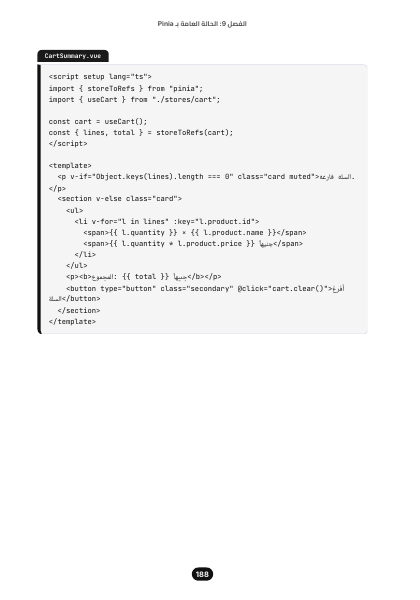 الفصل 9: الحالة العامة بـ Pinia
CartSummary.vue
<script setup lang="ts">
import { storeToRefs } from "pinia";
import { useCart } from "./stores/cart";
const cart = useCart();
const { lines, total } = storeToRefs(cart);
</script>
<template>
<p v-if="Object.keys(lines).length === 0" class="card muted">السلة فارغة.
</p>
<section v-else class="card">
<ul>
<li v-for="l in lines" :key="l.product.id">
<span>{{ l.quantity }} × {{ l.product.name }}</span>
<span>{{ l.quantity * l.product.price }} جنيهاً</span>
</li>
</ul>
<p><b>المجموع: {{ total }} جنيهاً</b></p>
<button type="button" class="secondary" @click="cart.clear()">أفرغ
السلة</button>
</section>
</template>
188